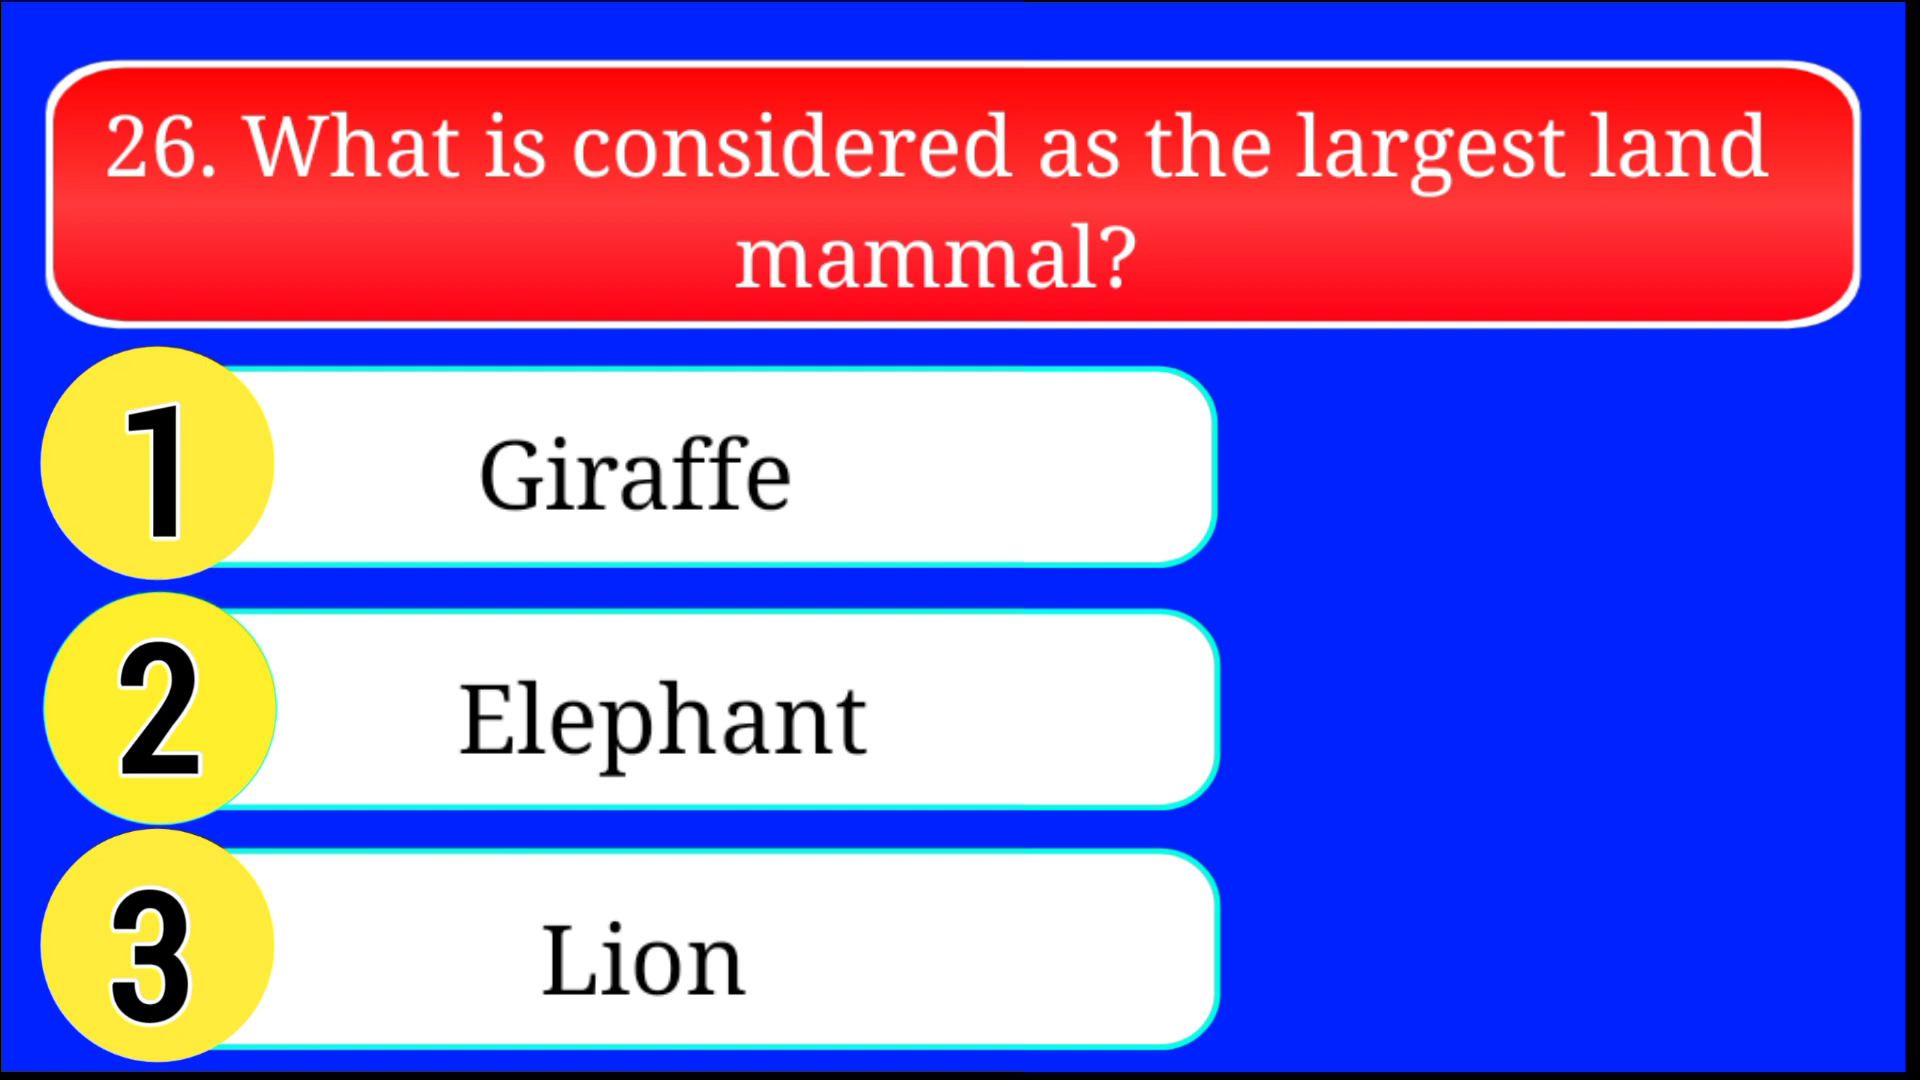 26. What is considered as the largest land
mammal?
1 Giraffe
2 Elephant
3 Lion